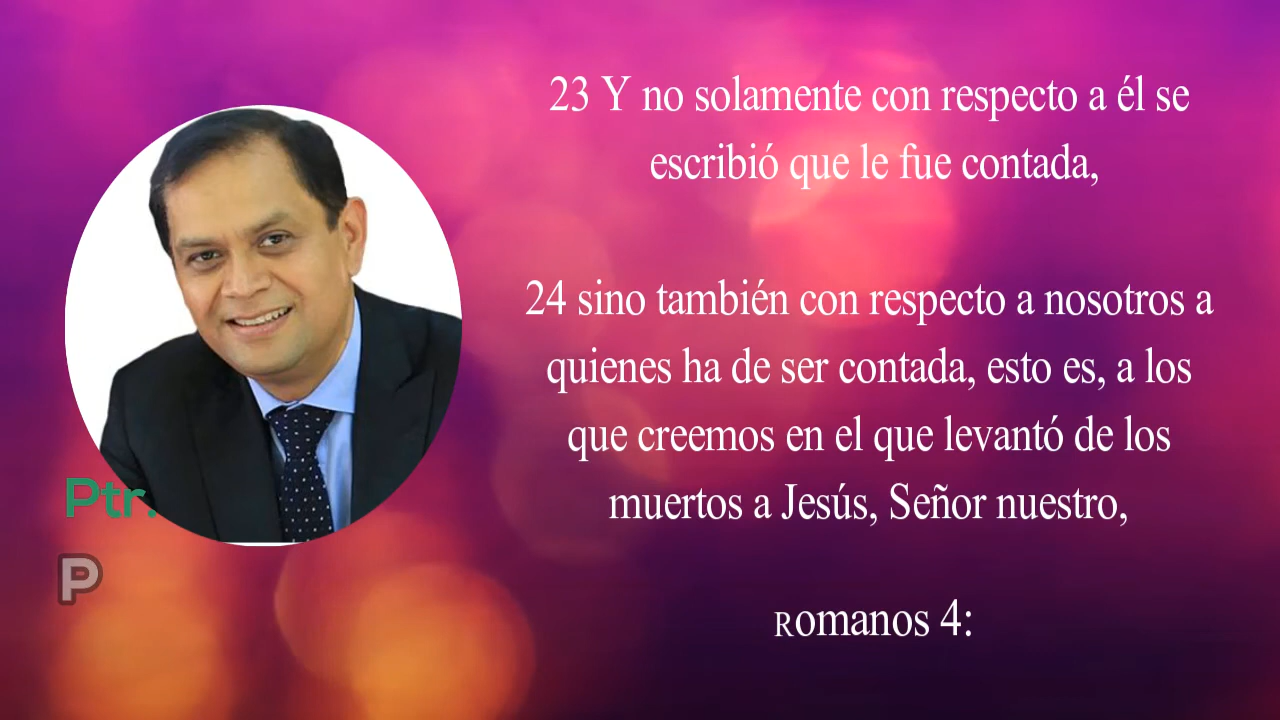 23 Y no solamente con respecto a él se
escribió que le fue contada,
24 sino también con respecto a nosotros a
quienes ha de ser contada, esto es, a los
que creemos en el que levantó de los
muertos a Jesús, Señor nuestro,
Romanos 4:
Ptr.
P